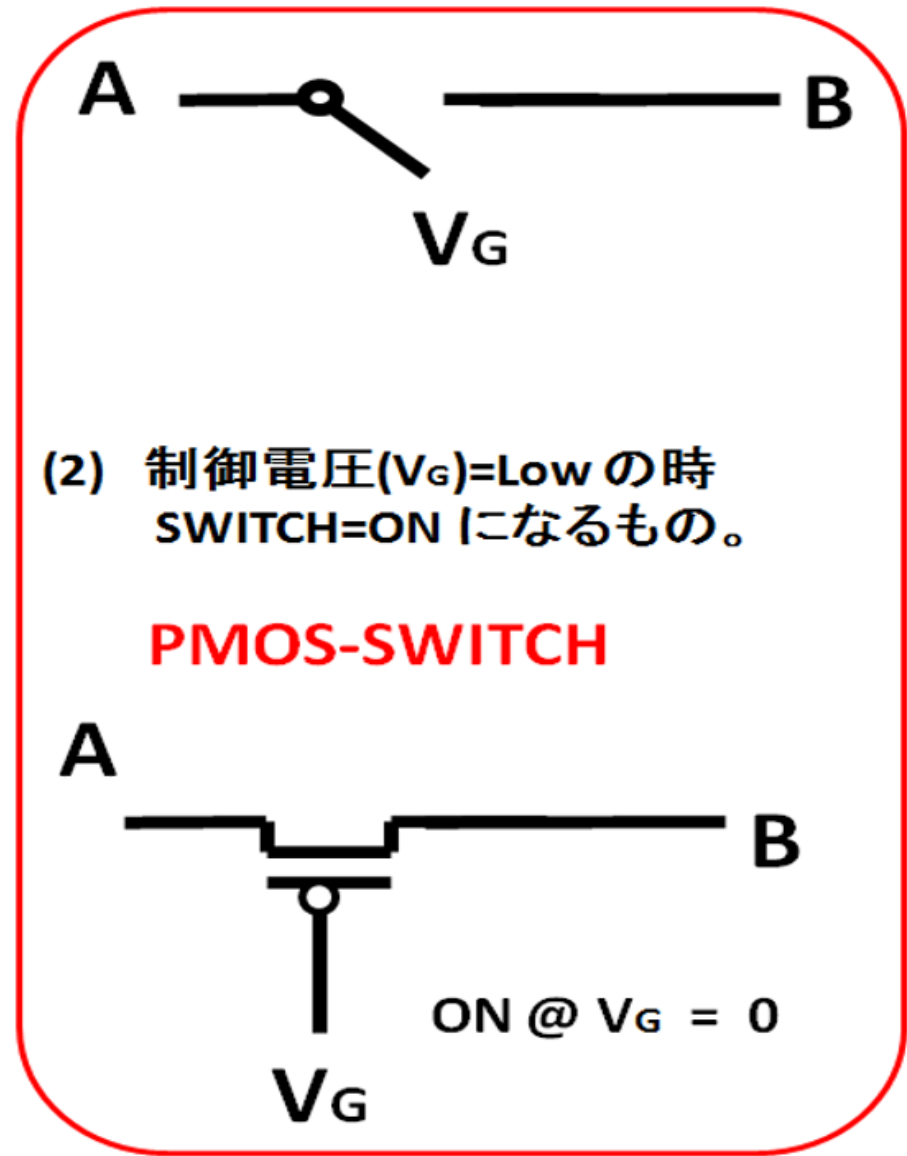 A B
VG
(2) 制御電圧(VG)=Low の時
SWITCH=ON になるもの。
PMOS-SWITCH
A
B
ON @ VG = 0
VG